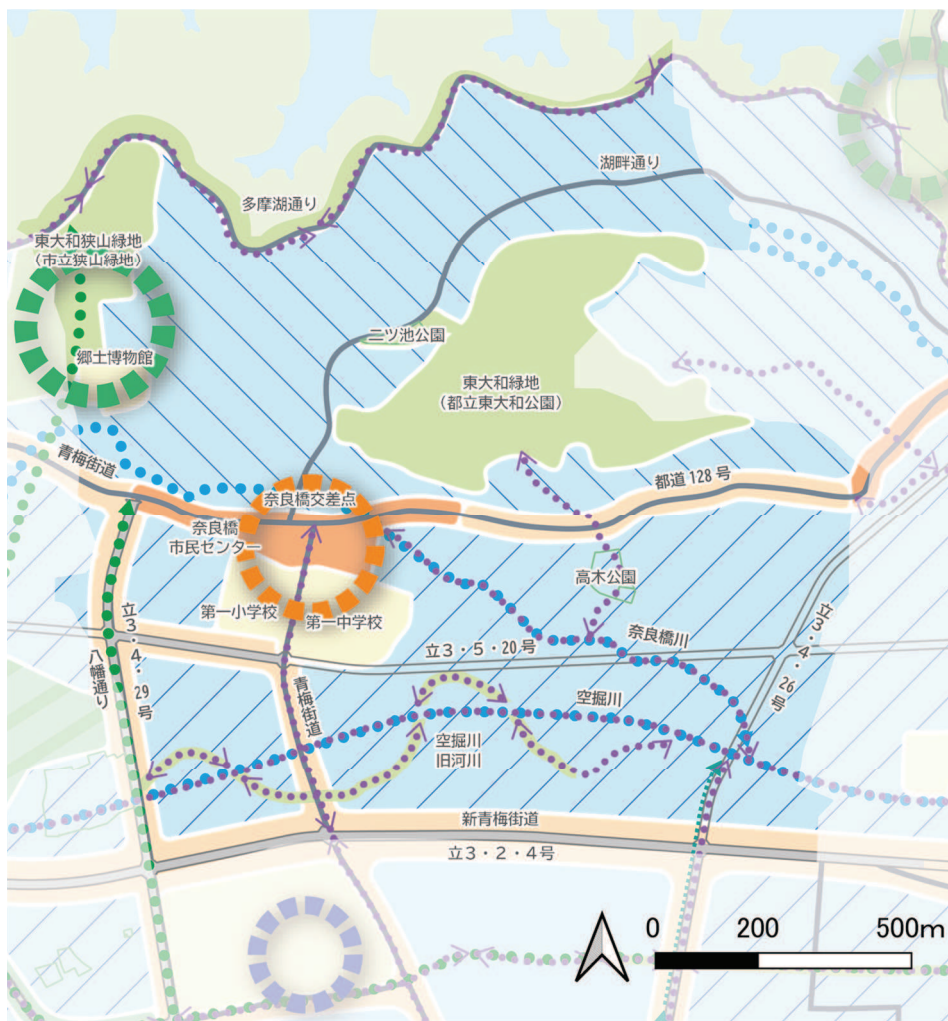 湖畔通り
多摩湖通り
東大和狭山緑地
(市立狭山緑地)
二ツ池公園
郷土博物館
東大和緑地
(都立東大和公園)
青梅街道
都道128号
奈良橋交差点
奈良橋
市民センター
高木公園
第一小学校
第一中学校
奈良橋川
立3・4・29号
八幡通り
立3・5・20号
立3・4・26号
青梅街道
空掘川
空掘川
旧河川
新青梅街道
立3・2・4号
0 200 500m